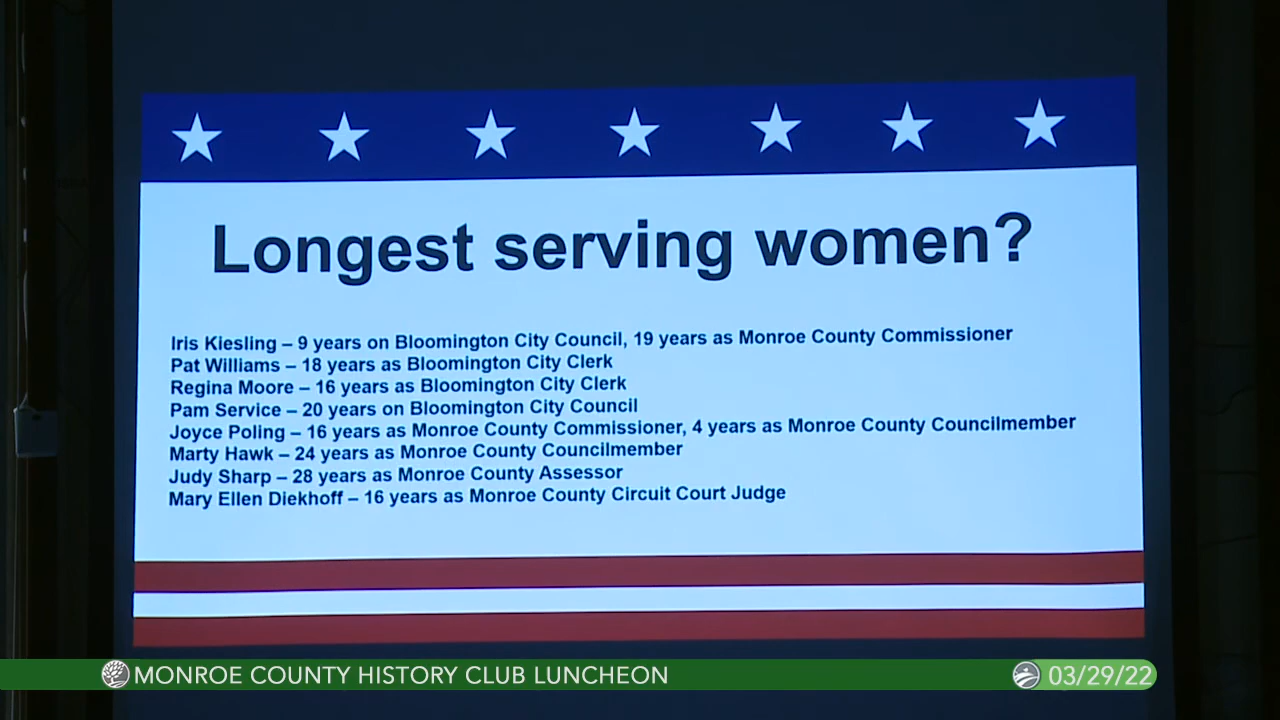 Longest serving women?
Iris Kiesling – 9 years on Bloomington City Council, 19 years as Monroe County Commissioner
Pat Williams – 18 years as Bloomington City Clerk
Regina Moore – 16 years as Bloomington City Clerk
Pam Service – 20 years on Bloomington City Council
Joyce Poling – 16 years as Monroe County Commissioner, 4 years as Monroe County Councilmember
Marty Hawk – 24 years as Monroe County Councilmember
Judy Sharp – 28 years as Monroe County Assessor
Mary Ellen Diekhoff – 16 years as Monroe County Circuit Court Judge
MONROE COUNTY HISTORY CLUB LUNCHEON
03/29/22